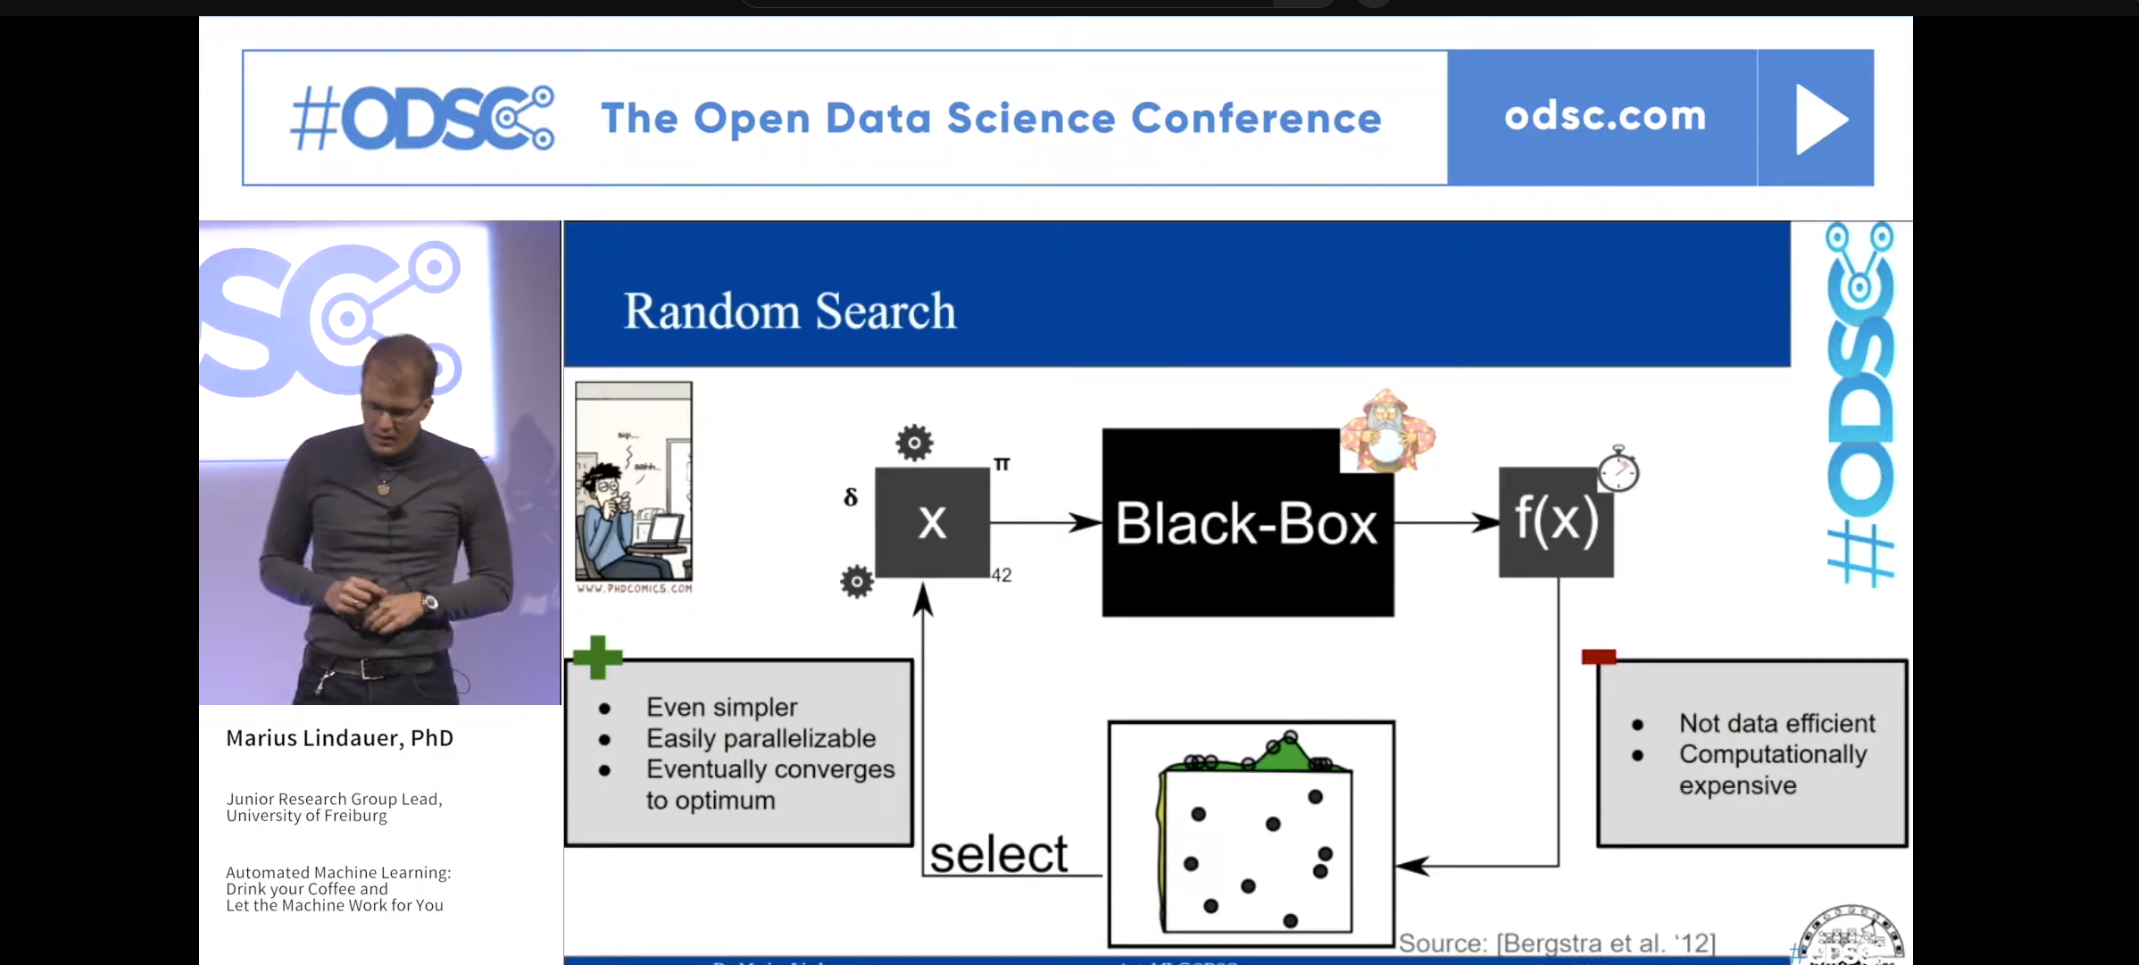 #ODSC
The Open Data Science Conference
odsc.com
#ODSC
Random Search
sip...
aahh..
WWW.PHDCOMICS.COM
δ
π
x
42
Black-Box
f(x)
Even simpler
Easily parallelizable
Eventually converges
to optimum
Not data efficient
Computationally
expensive
select
Source: [Bergstra et al. ‘12]
SC
Marius Lindauer, PhD
Junior Research Group Lead,
University of Freiburg
Automated Machine Learning:
Drink your Coffee and
Let the Machine Work for You